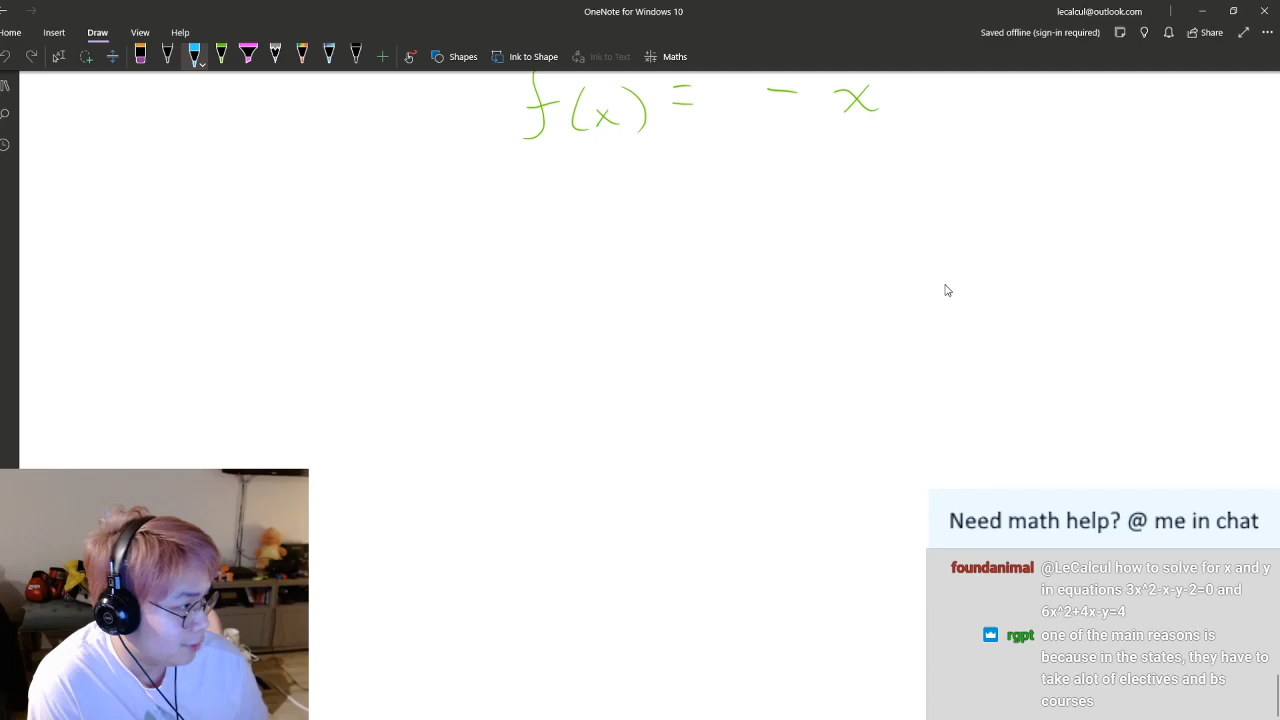 OneNote for Windows 10
lecalcul@outlook.com
Home Insert Draw View Help
Saved offline (sign-in required) Share
Shapes Ink to Shape Ink to Text Maths
f(x) = - x
Need math help? @ me in chat
foundanimal @LeCalcul how to solve for x and y
in equations 3x^2-x-y-2=0 and
6x^2+4x-y=4
rgpt one of the main reasons is
because in the states, they have to
take alot of electives and bs
courses